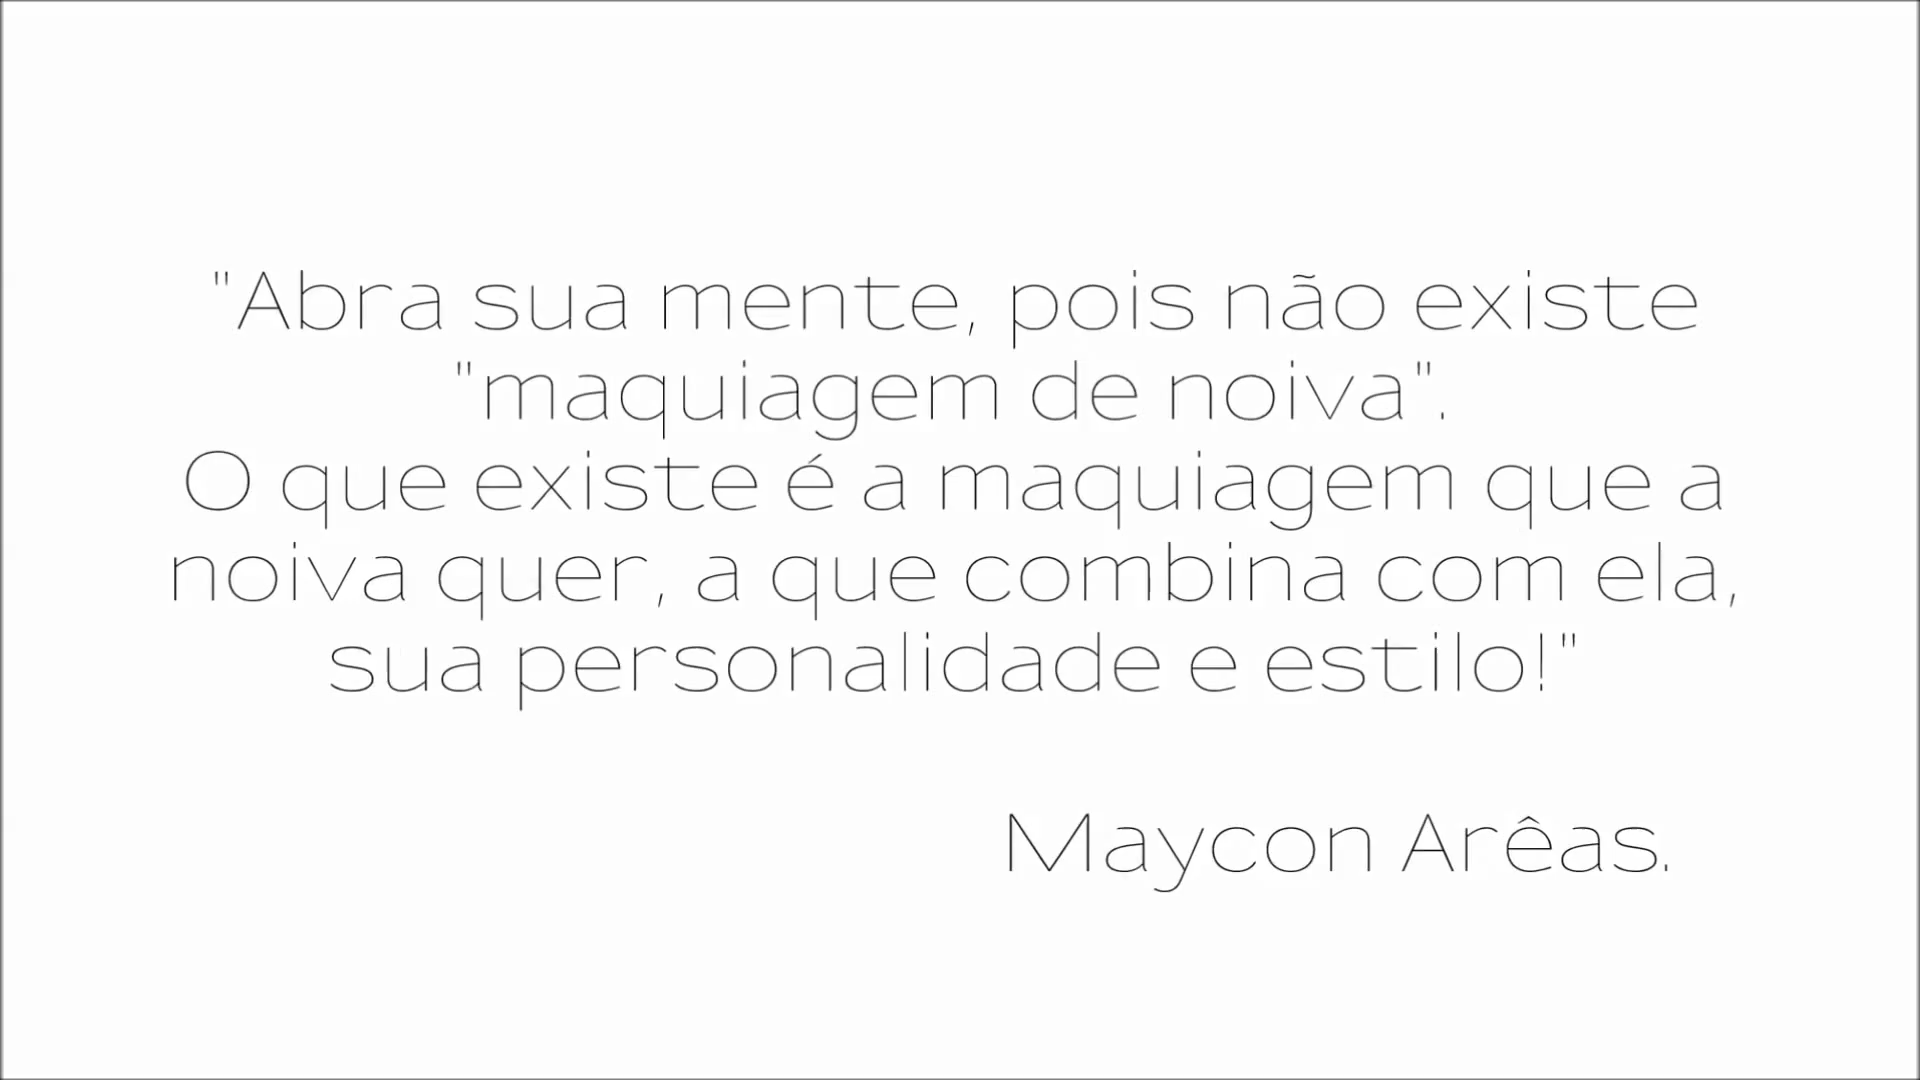 "Abra sua mente, pois não existe
"maquiagem de noiva".
O que existe é a maquiagem que a
noiva quer, a que combina com ela,
sua personalidade e estilo!"
Maycon Arêas.